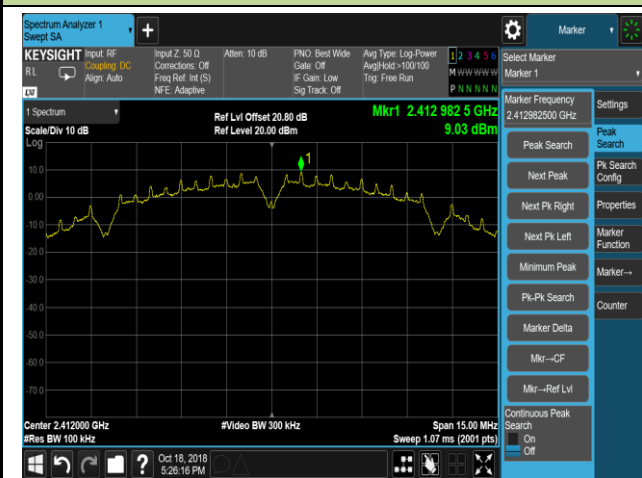 Spectrum Analyzer 1
Swept SA
+
Marker
KEYSIGHT
RL
DI
Input: RF
Coupling: DC
Align: Auto
Input Z: 50 Ω
Corrections: Off
Freq Ref: Int (S)
NFE: Adaptive
Atten: 10 dB
PNO: Best Wide
Gate: Off
IF Gain: Low
Sig Track: Off
Avg Type: Log-Power
Avg|Hold:>100/100
Trig: Free Run
1 2 3 4 5 6
M W W W W W
P N N N N N
Select Marker
Marker 1
1 Spectrum
Scale/Div 10 dB
Log
Ref Lvl Offset 20.80 dB
Ref Level 20.00 dBm
Mkr1 2.412 982 5 GHz
9.03 dBm
1
10.0
0.00
-10.0
-20.0
-30.0
-40.0
-50.0
-60.0
-70.0
Center 2.412000 GHz
#Res BW 100 kHz
#Video BW 300 kHz
Span 15.00 MHz
Sweep 1.07 ms (2001 pts)
Marker Frequency
2.412982500 GHz
Peak Search
Next Peak
Next Pk Right
Next Pk Left
Minimum Peak
Pk-Pk Search
Marker Delta
Mkr→CF
Mkr→Ref Lvl
Continuous Peak
Search
On
Off
Settings
Peak
Search
Pk Search
Config
Properties
Marker
Function
Marker→
Counter
?
Oct 18, 2018
5:26:16 PM